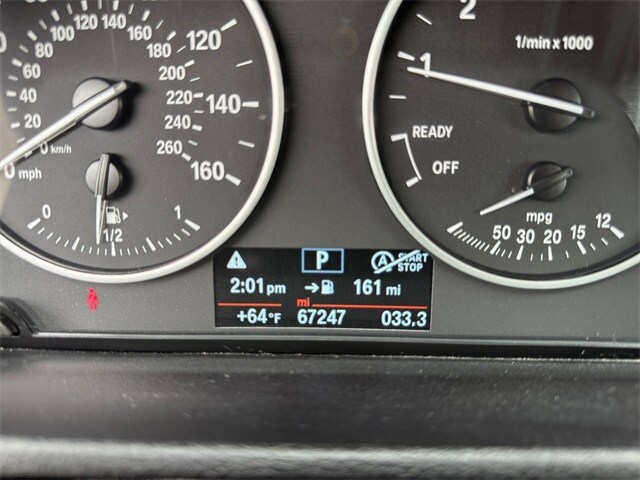 0 20 40 60 80 100 120 140 160 180 200 220 240 260
0 km/h
0 mph
120
140
160
0 1/2 1
1 2
1/min x 1000
READY
OFF
mpg
50 30 20 15 12
P
A START STOP
2:01 pm
161 mi
mi
+64°F 67247 033.3